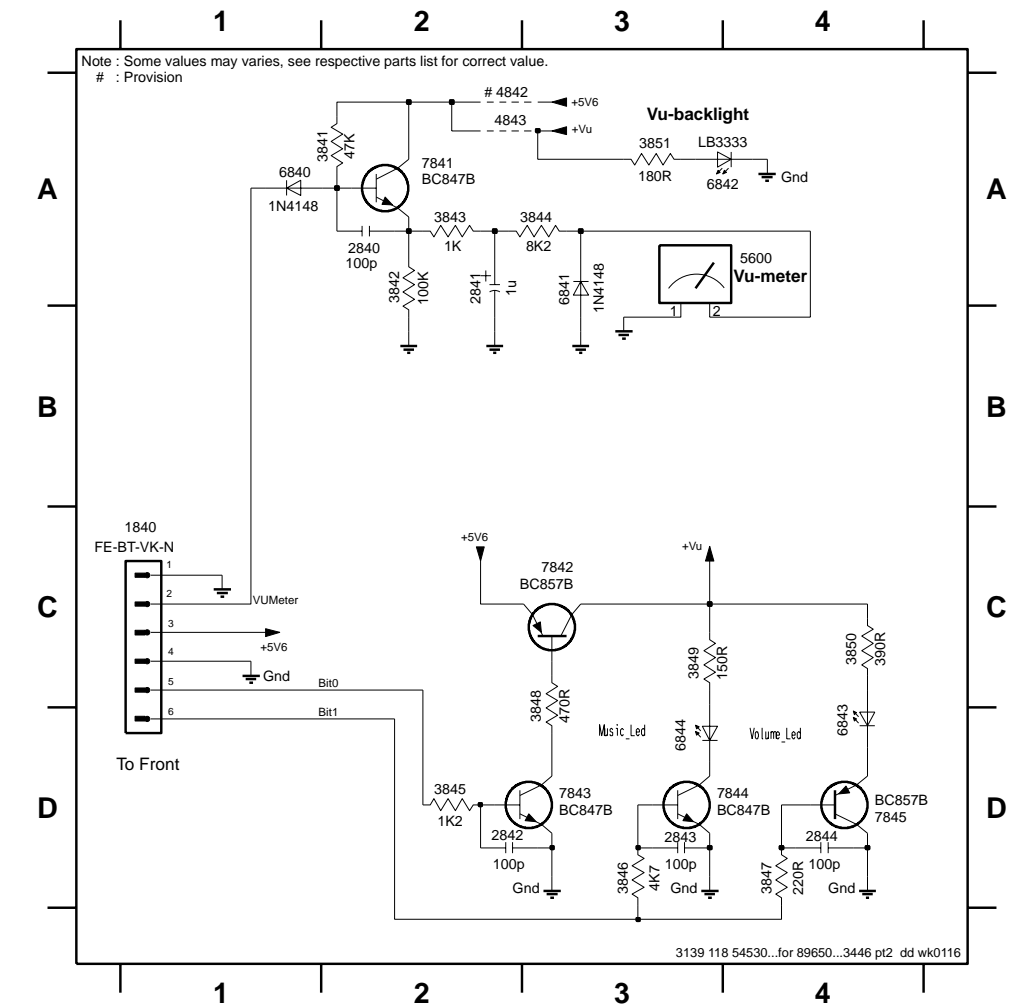 1 2 3 4
Note : Some values may varies, see respective parts list for correct value.
# : Provision
# 4842
+5V6
4843
+Vu
Vu-backlight
3841
47K
7841
BC847B
3851
180R
LB3333
6842
Gnd
A
A
6840
1N4148
3843
1K
3844
8K2
2840
100p
3842
100K
2841
+
1u
6841
1N4148
5600
Vu-meter
1 2
B
B
1840
FE-BT-VK-N
+5V6
+Vu
7842
BC857B
1
2
VUMeter
C
C
3
+5V6
4
Gnd
5
Bit0
6
Bit1
3849
150R
3850
390R
3848
470R
Music_Led
6844
Volume_Led
6843
To Front
D
D
3845
1K2
7843
BC847B
7844
BC847B
BC857B
7845
2842
100p
2843
100p
2844
100p
3846
4K7
3847
220R
Gnd
Gnd
Gnd
3139 118 54530...for 89650...3446 pt2 dd wk0116
1 2 3 4